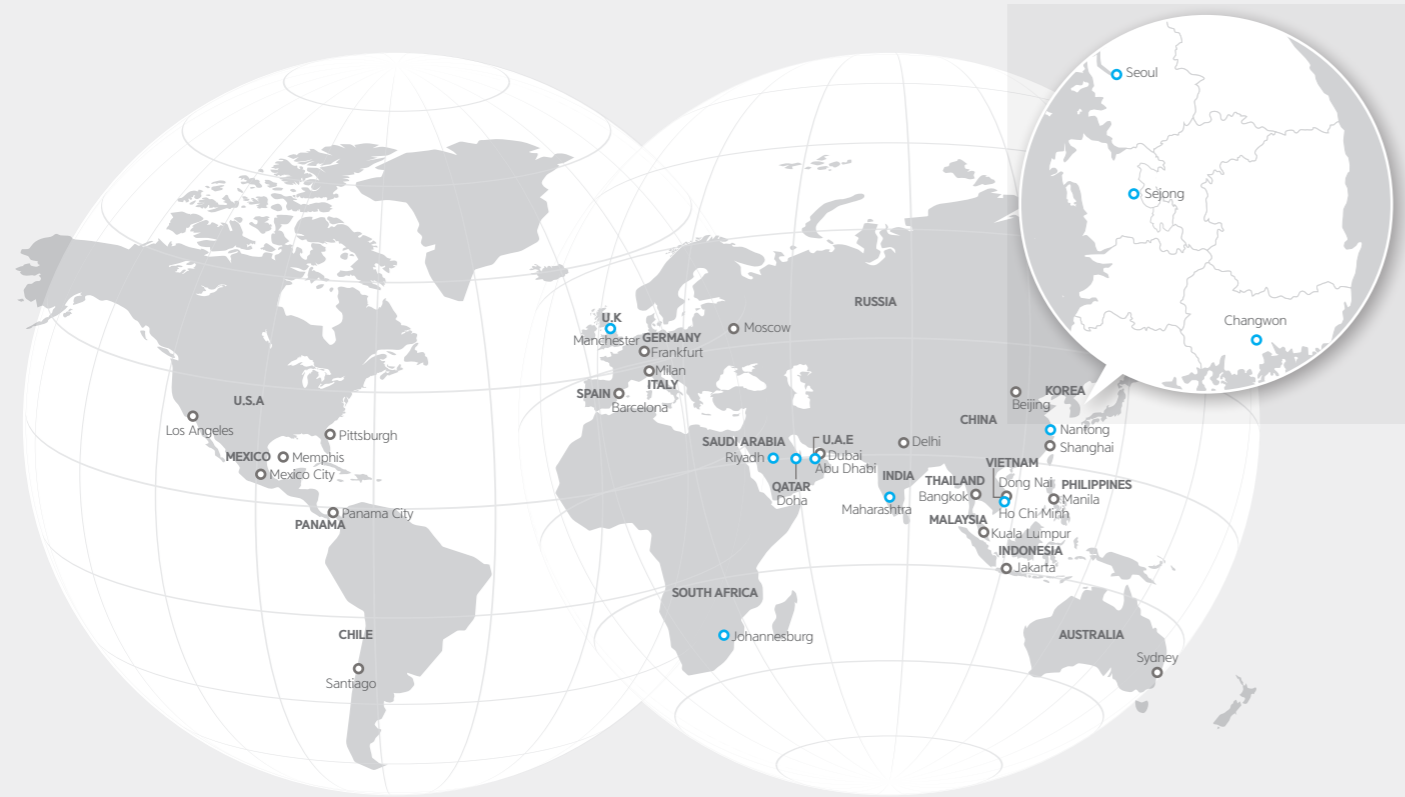 Seoul
Sejong
Changwon
RUSSIA
U.K
Manchester
GERMANY
Frankfurt
Moscow
Milan
ITALY
SPAIN
Barcelona
U.S.A
Los Angeles
Pittsburgh
MEXICO
Memphis
Mexico City
Panama City
PANAMA
CHILE
Santiago
KOREA
Beijing
CHINA
Nantong
Shanghai
SAUDI ARABIA
Riyadh
U.A.E
Dubai
Abu Dhabi
QATAR
Doha
Delhi
INDIA
Maharashtra
VIETNAM
Dong Nai
Ho Chi Minh
THAILAND
Bangkok
PHILIPPINES
Manila
MALAYSIA
Kuala Lumpur
INDONESIA
Jakarta
SOUTH AFRICA
Johannesburg
AUSTRALIA
Sydney